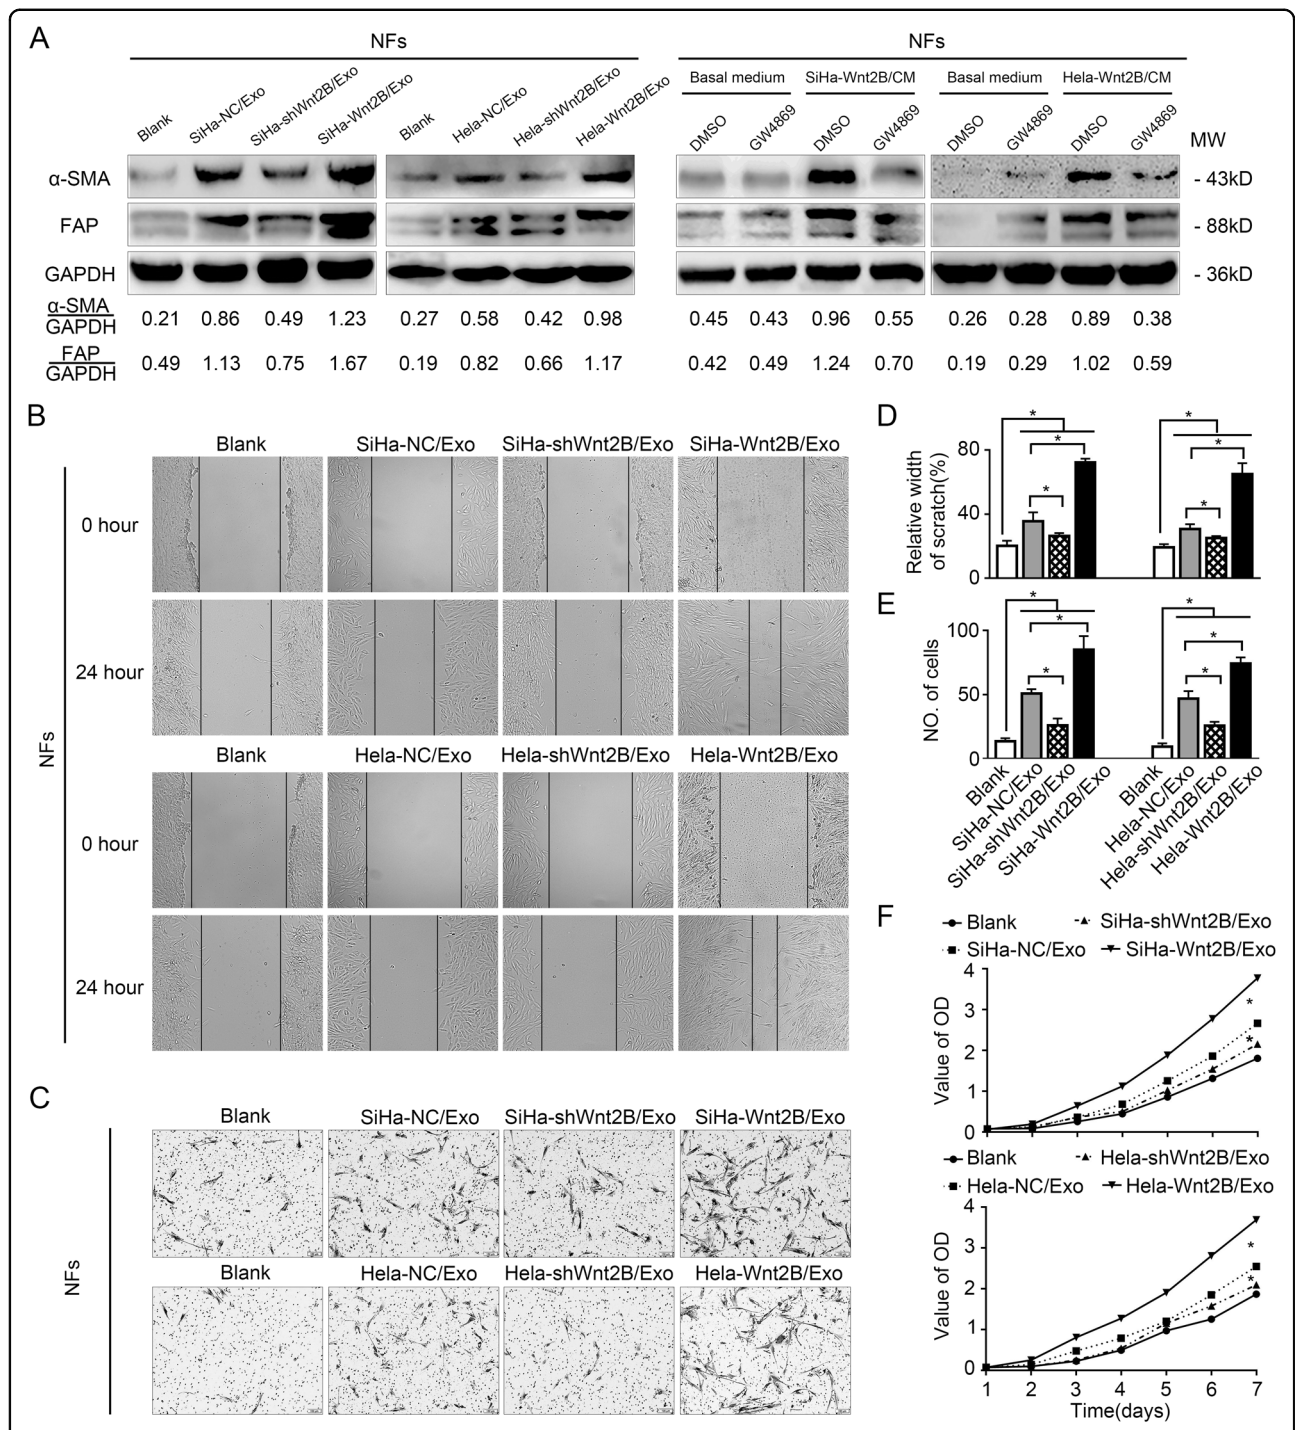 A
NFs
NFs
Basal medium SiHa-Wnt2B/CM Basal medium Hela-Wnt2B/CM
Blank SiHa-NC/Exo SiHa-shWnt2B/Exo SiHa-Wnt2B/Exo Blank Hela-NC/Exo Hela-shWnt2B/Exo Hela-Wnt2B/Exo DMSO GW4869 DMSO GW4869 DMSO GW4869 DMSO GW4869 MW
α-SMA - 43kD
FAP - 88kD
GAPDH - 36kD
α-SMA
GAPDH 0.21 0.86 0.49 1.23 0.27 0.58 0.42 0.98 0.45 0.43 0.96 0.55 0.26 0.28 0.89 0.38
FAP
GAPDH 0.49 1.13 0.75 1.67 0.19 0.82 0.66 1.17 0.42 0.49 1.24 0.70 0.19 0.29 1.02 0.59
B
Blank SiHa-NC/Exo SiHa-shWnt2B/Exo SiHa-Wnt2B/Exo
0 hour
24 hour
NFs
Blank Hela-NC/Exo Hela-shWnt2B/Exo Hela-Wnt2B/Exo
0 hour
24 hour
C
Blank SiHa-NC/Exo SiHa-shWnt2B/Exo SiHa-Wnt2B/Exo
NFs
Blank Hela-NC/Exo Hela-shWnt2B/Exo Hela-Wnt2B/Exo
D
Relative width
of scratch(%)
80
40
0
* * * * * *
E
NO. of cells
100
50
0
* * * * * *
Blank SiHa-NC/Exo SiHa-shWnt2B/Exo SiHa-Wnt2B/Exo Blank Hela-NC/Exo Hela-shWnt2B/Exo Hela-Wnt2B/Exo
F
Blank SiHa-shWnt2B/Exo
SiHa-NC/Exo SiHa-Wnt2B/Exo
Value of OD
4
3
2
1
0
*
*
Blank Hela-shWnt2B/Exo
Hela-NC/Exo Hela-Wnt2B/Exo
Value of OD
4
3
2
1
0
*
*
1 2 3 4 5 6 7
Time(days)